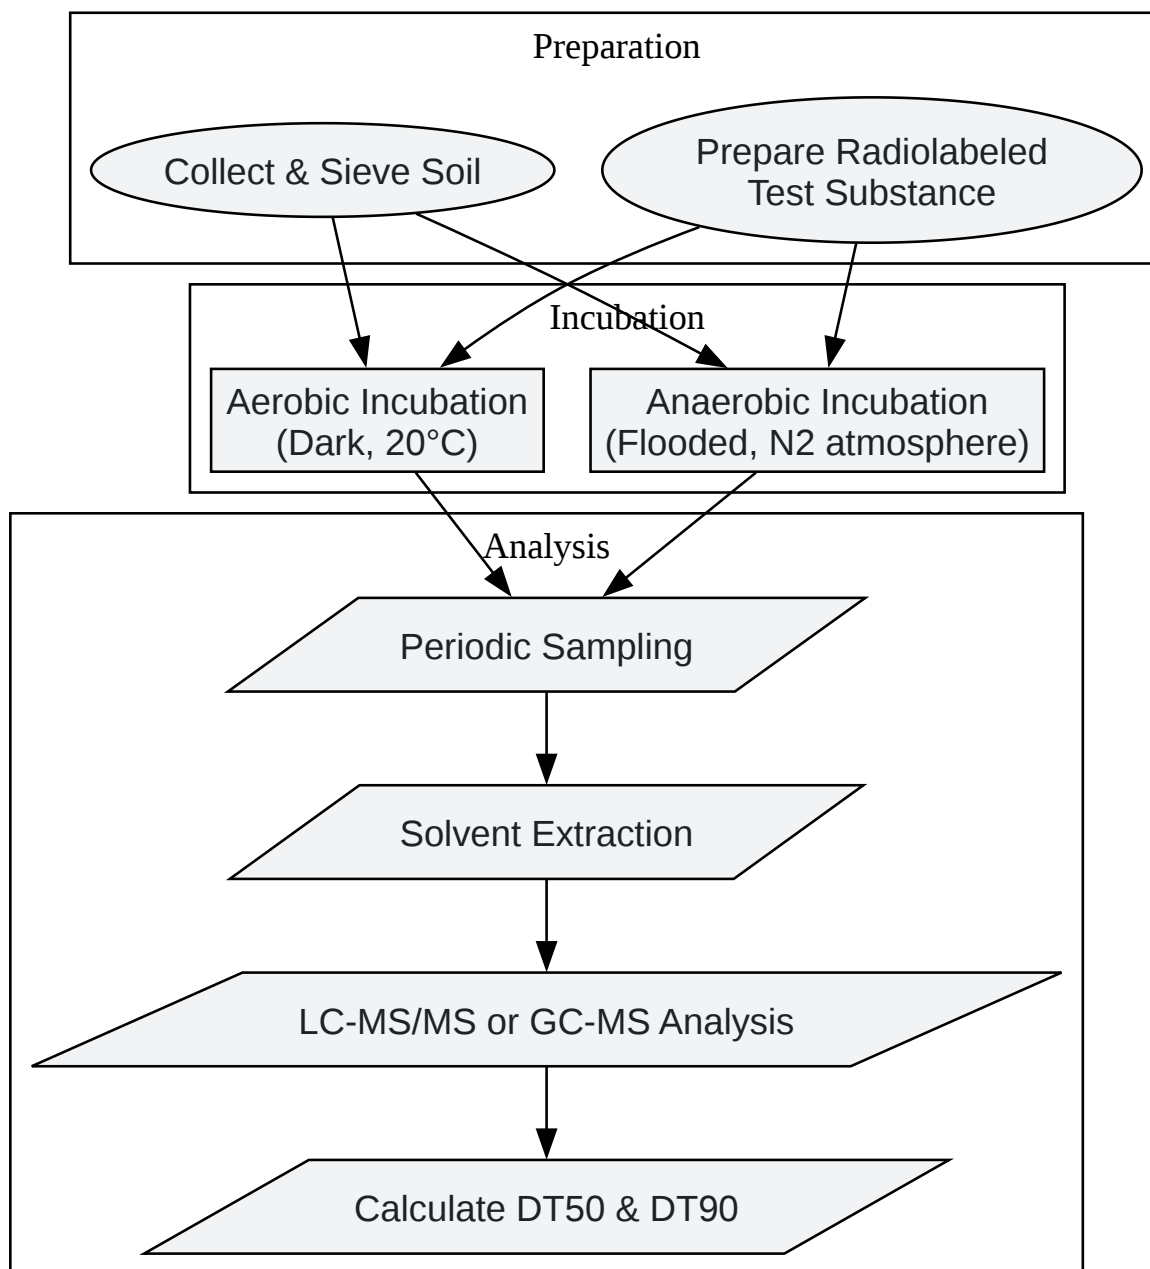 Preparation
Collect & Sieve Soil
Prepare Radiolabeled
Test Substance
Incubation
Aerobic Incubation
(Dark, 20°C)
Anaerobic Incubation
(Flooded, N2 atmosphere)
Analysis
Periodic Sampling
Solvent Extraction
LC-MS/MS or GC-MS Analysis
Calculate DT50 & DT90